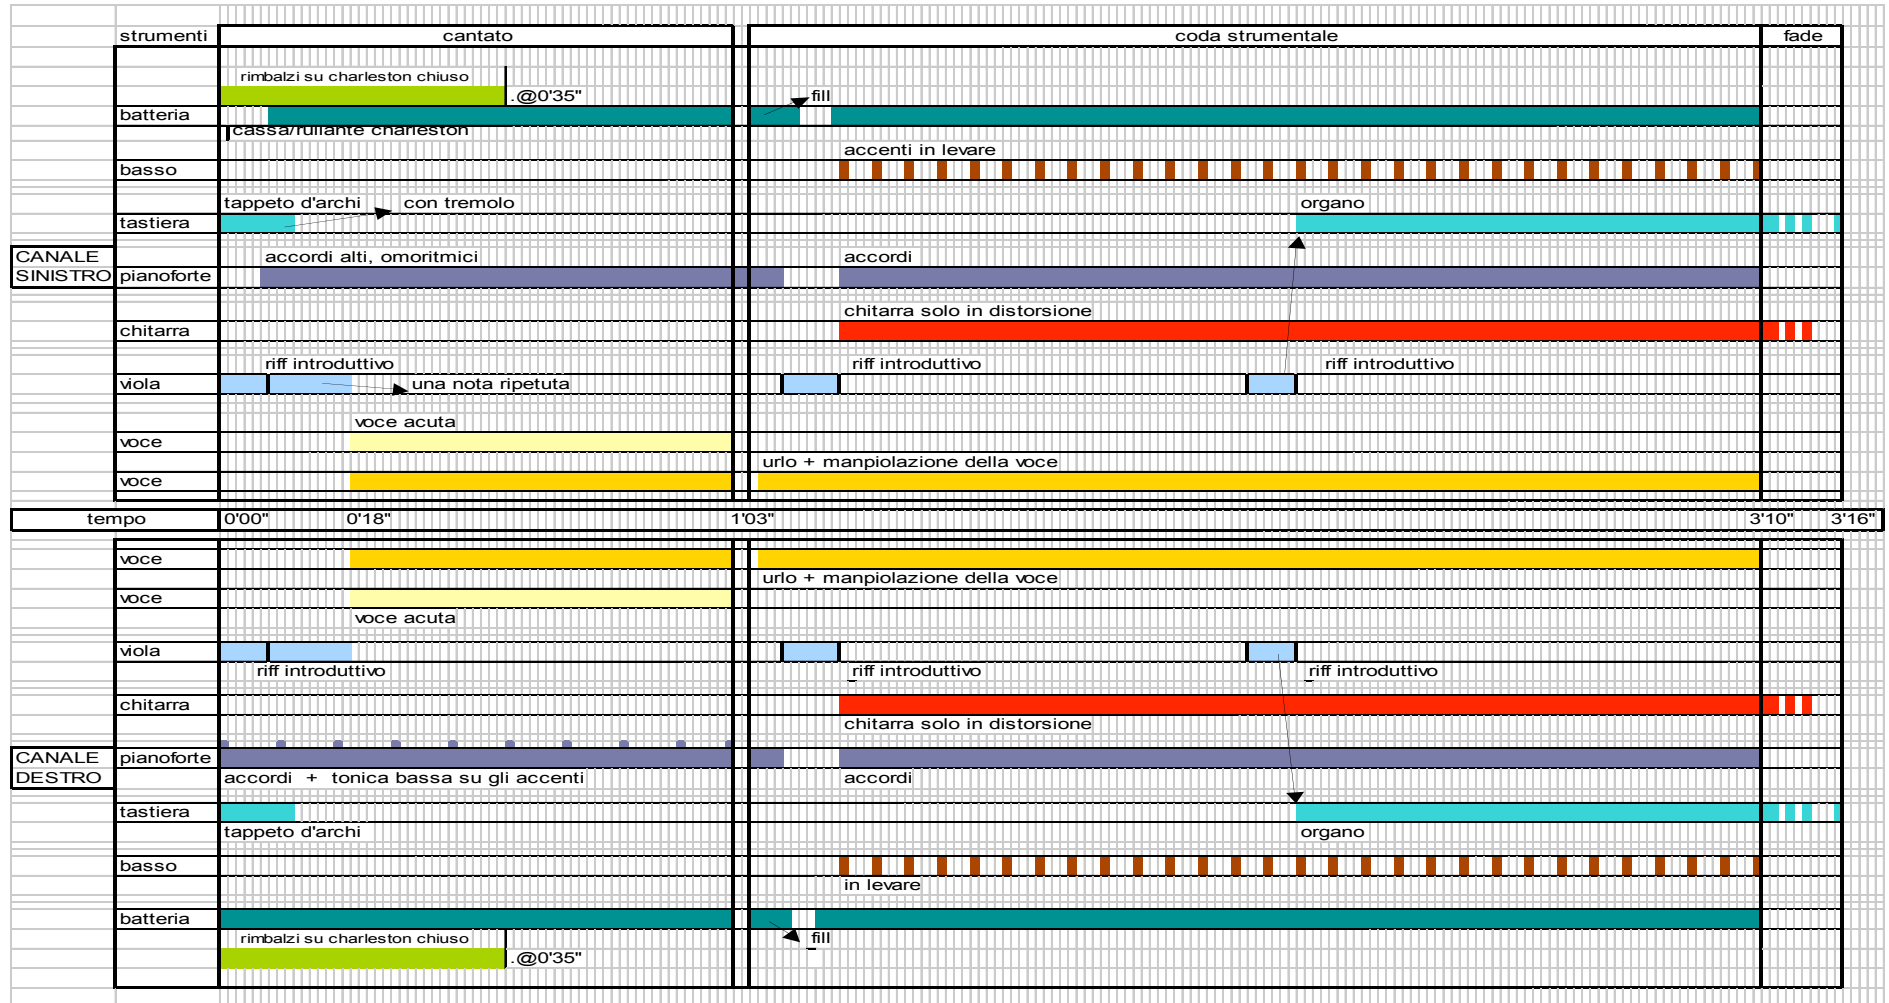 strumenti cantato coda strumentale fade
rimbalzi su charleston chiuso
.@0'35" fill
batteria
cassa/rullante charleston
accenti in levare
basso
tappeto d'archi con tremolo organo
tastiera
CANALE accordi alti, omoritmici accordi
SINISTRO pianoforte
chitarra solo in distorsione
chitarra
riff introduttivo riff introduttivo riff introduttivo
viola una nota ripetuta
voce acuta
voce
urlo + manpiolazione della voce
voce
tempo 0'00" 0'18" 1'03" 3'10" 3'16"
voce
urlo + manpiolazione della voce
voce
voce acuta
viola
riff introduttivo riff introduttivo riff introduttivo
chitarra
chitarra solo in distorsione
CANALE pianoforte
DESTRO accordi + tonica bassa su gli accenti accordi
tastiera
tappeto d'archi organo
basso
in levare
batteria
rimbalzi su charleston chiuso fill
.@0'35"